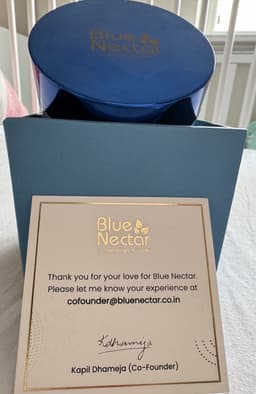 Blue
Nectar
Blue
Nectar
Thank you for your love for Blue Nectar.
Please let me know your experience at
cofounder@bluenectar.co.in
Kdhameja
Kapil Dhameja (Co-Founder)